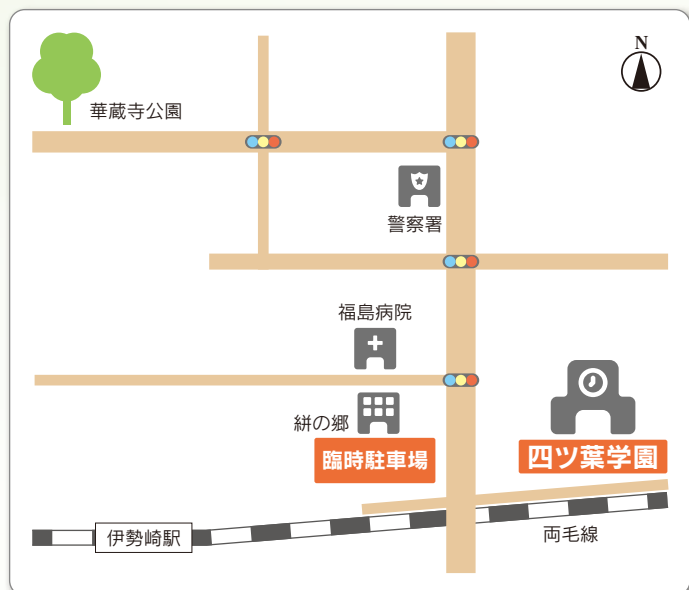 N
華蔵寺公園
警察署
福島病院
絣の郷
臨時駐車場
四ツ葉学園
伊勢崎駅
両毛線